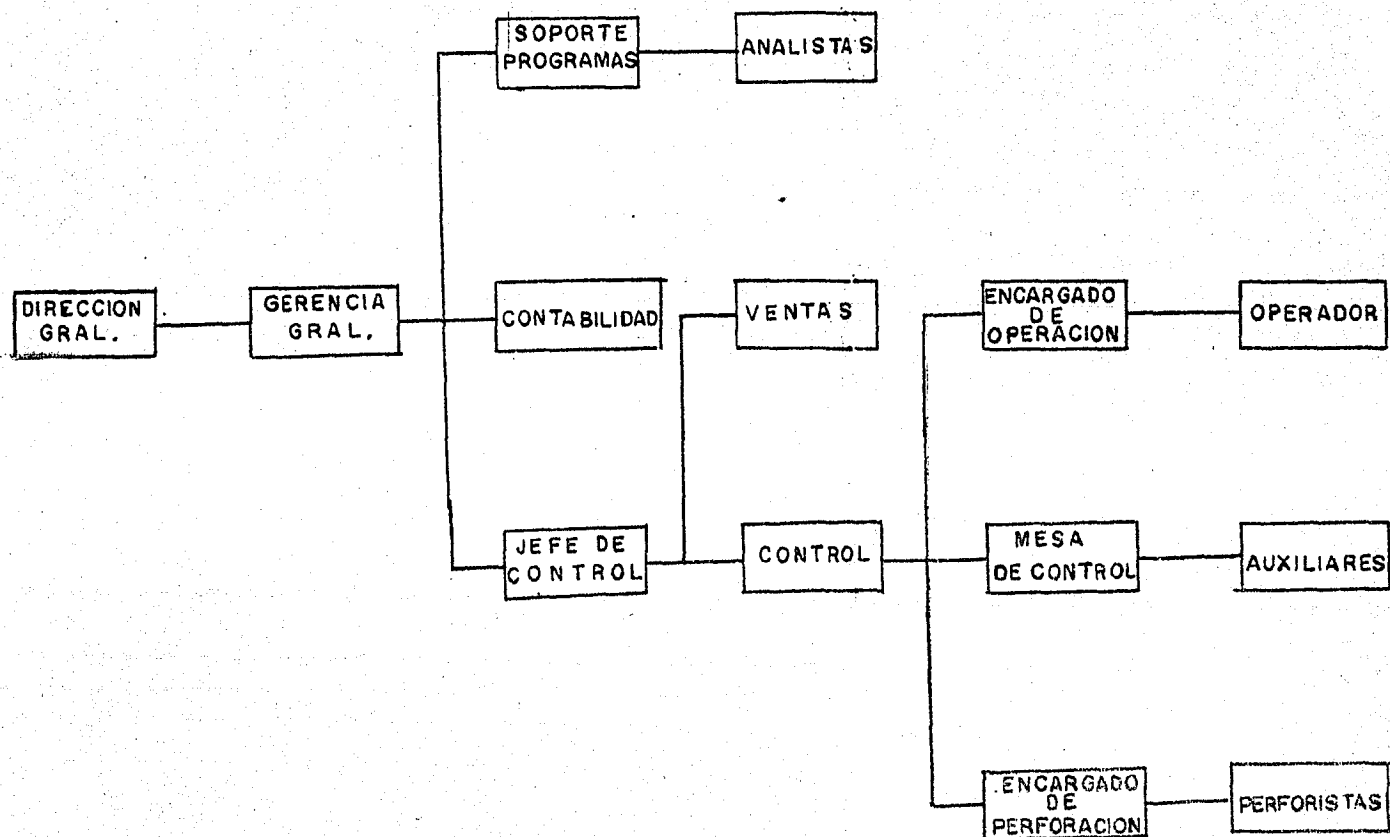 SOPORTE
PROGRAMAS
ANALISTAS
DIRECCION
GRAL.
GERENCIA
GRAL.
CONTABILIDAD
VENTAS
ENCARGADO
DE
OPERACION
OPERADOR
JEFE DE
CONTROL
CONTROL
MESA
DE CONTROL
AUXILIARES
ENCARGADO
DE
PERFORACION
PERFORISTAS